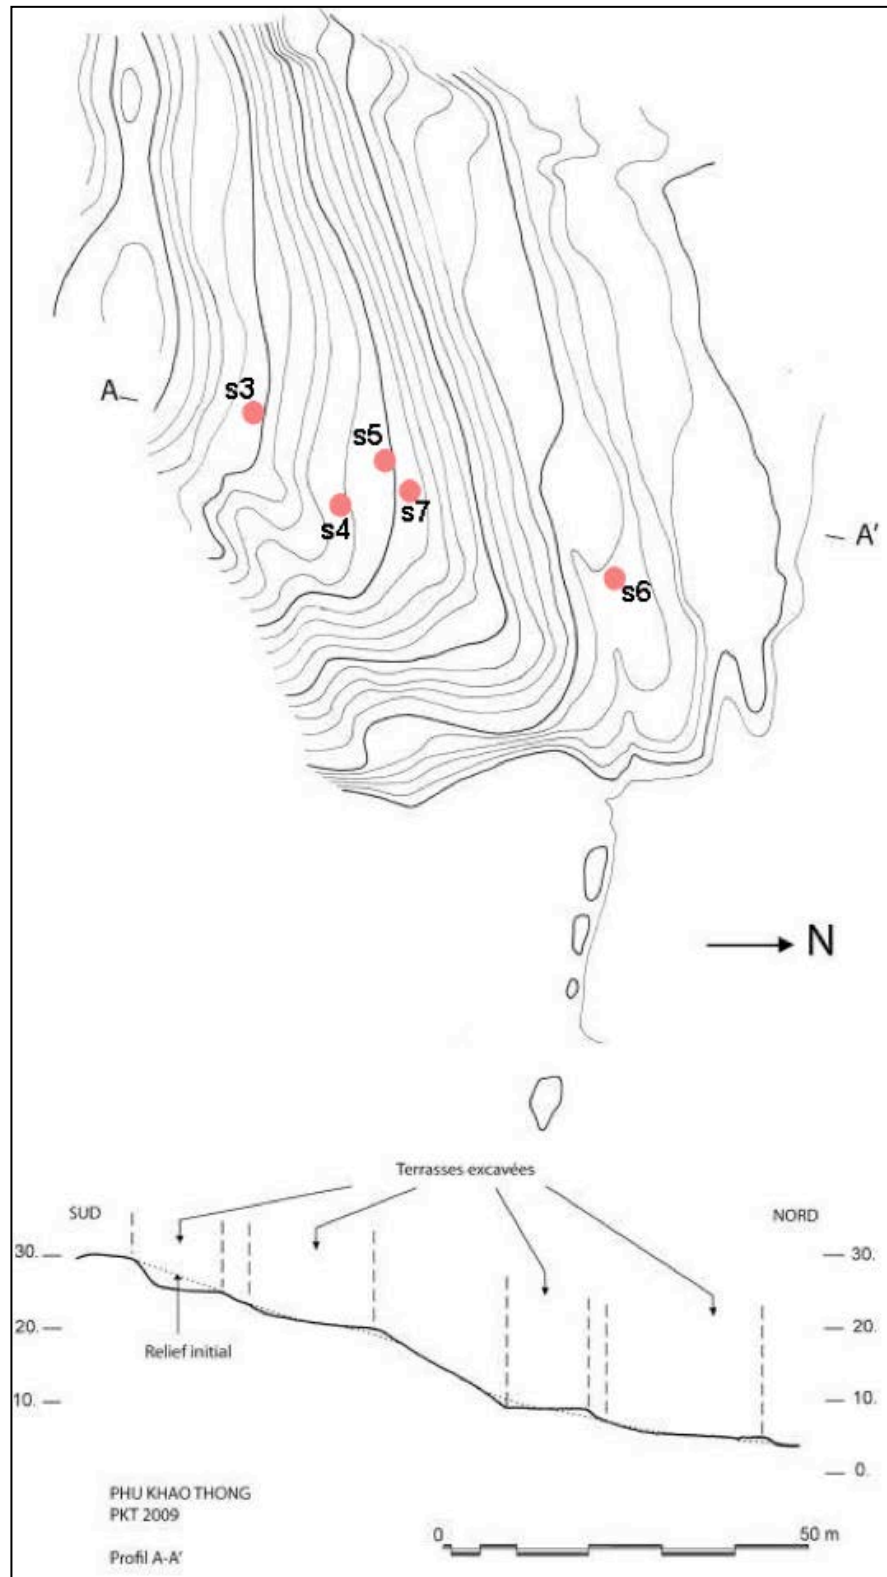 A
s3
s5
s4
s7
A'
s6
N
Terrasses excavées
SUD
NORD
30.
30.
20.
20.
Relief initial
10.
10.
0.
PHU KHAO THONG
PKT 2009
0
50 m
Profil A-A'